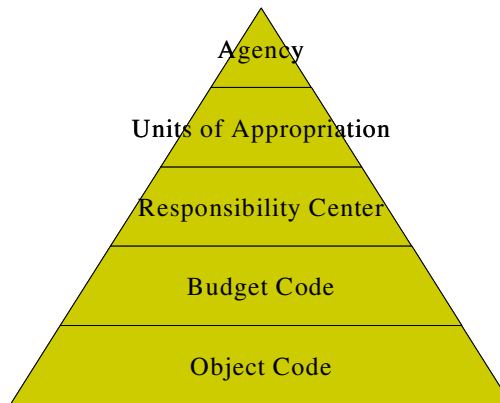 Agency
Units of Appropriation
Responsibility Center
Budget Code
Object Code